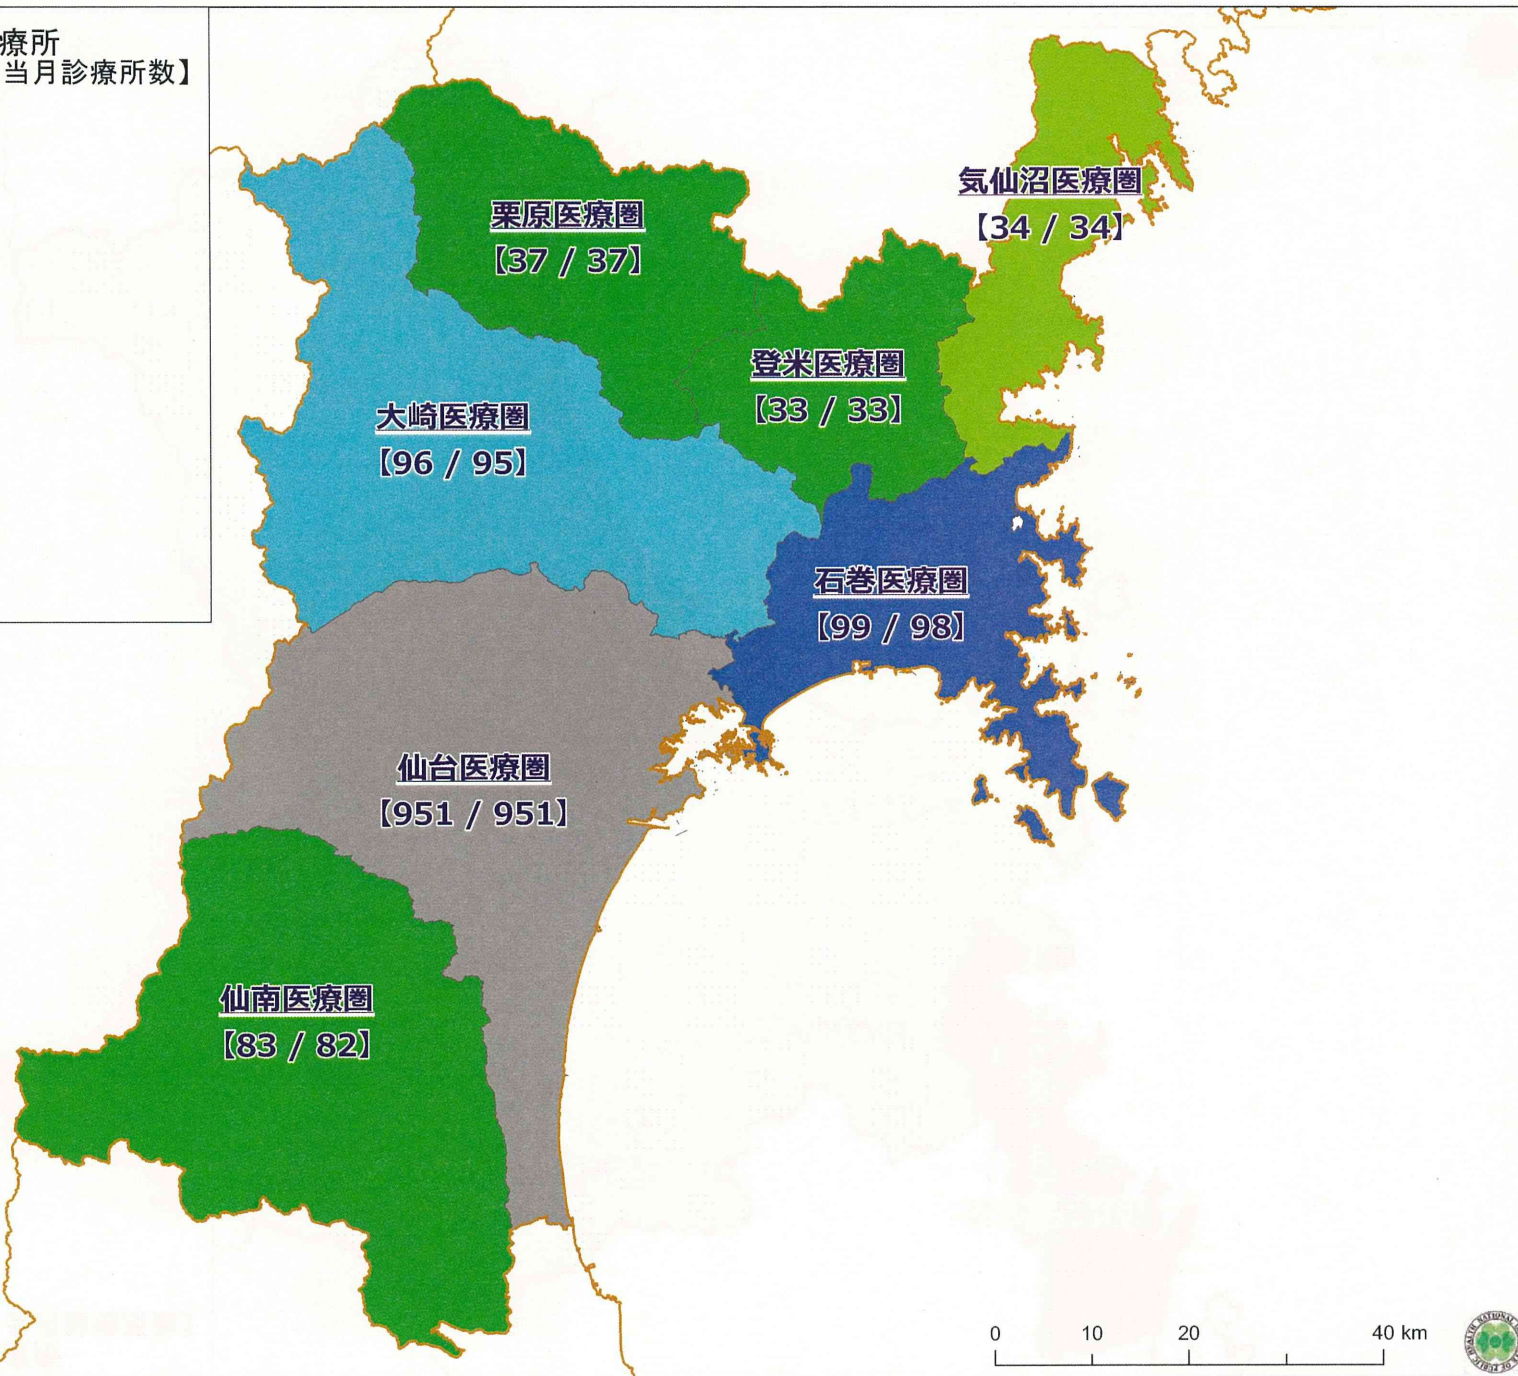 療所
当月診療所数】
気仙沼医療圏
【34 / 34】
栗原医療圏
【37 / 37】
登米医療圏
【33 / 33】
大崎医療圏
【96 / 95】
石巻医療圏
【99 / 98】
仙台医療圏
【951 / 951】
仙南医療圏
【83 / 82】
0 10 20 40 km